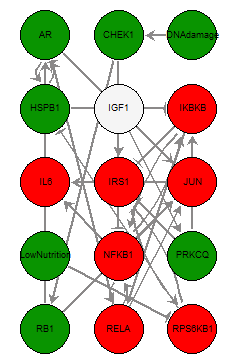 AR
CHEK1
DNAdamage
HSPB1
IGF1
IKBKB
IL6
IRS1
JUN
LowNutrition
NFKB1
PRKCQ
RB1
RELA
RPS6KB1